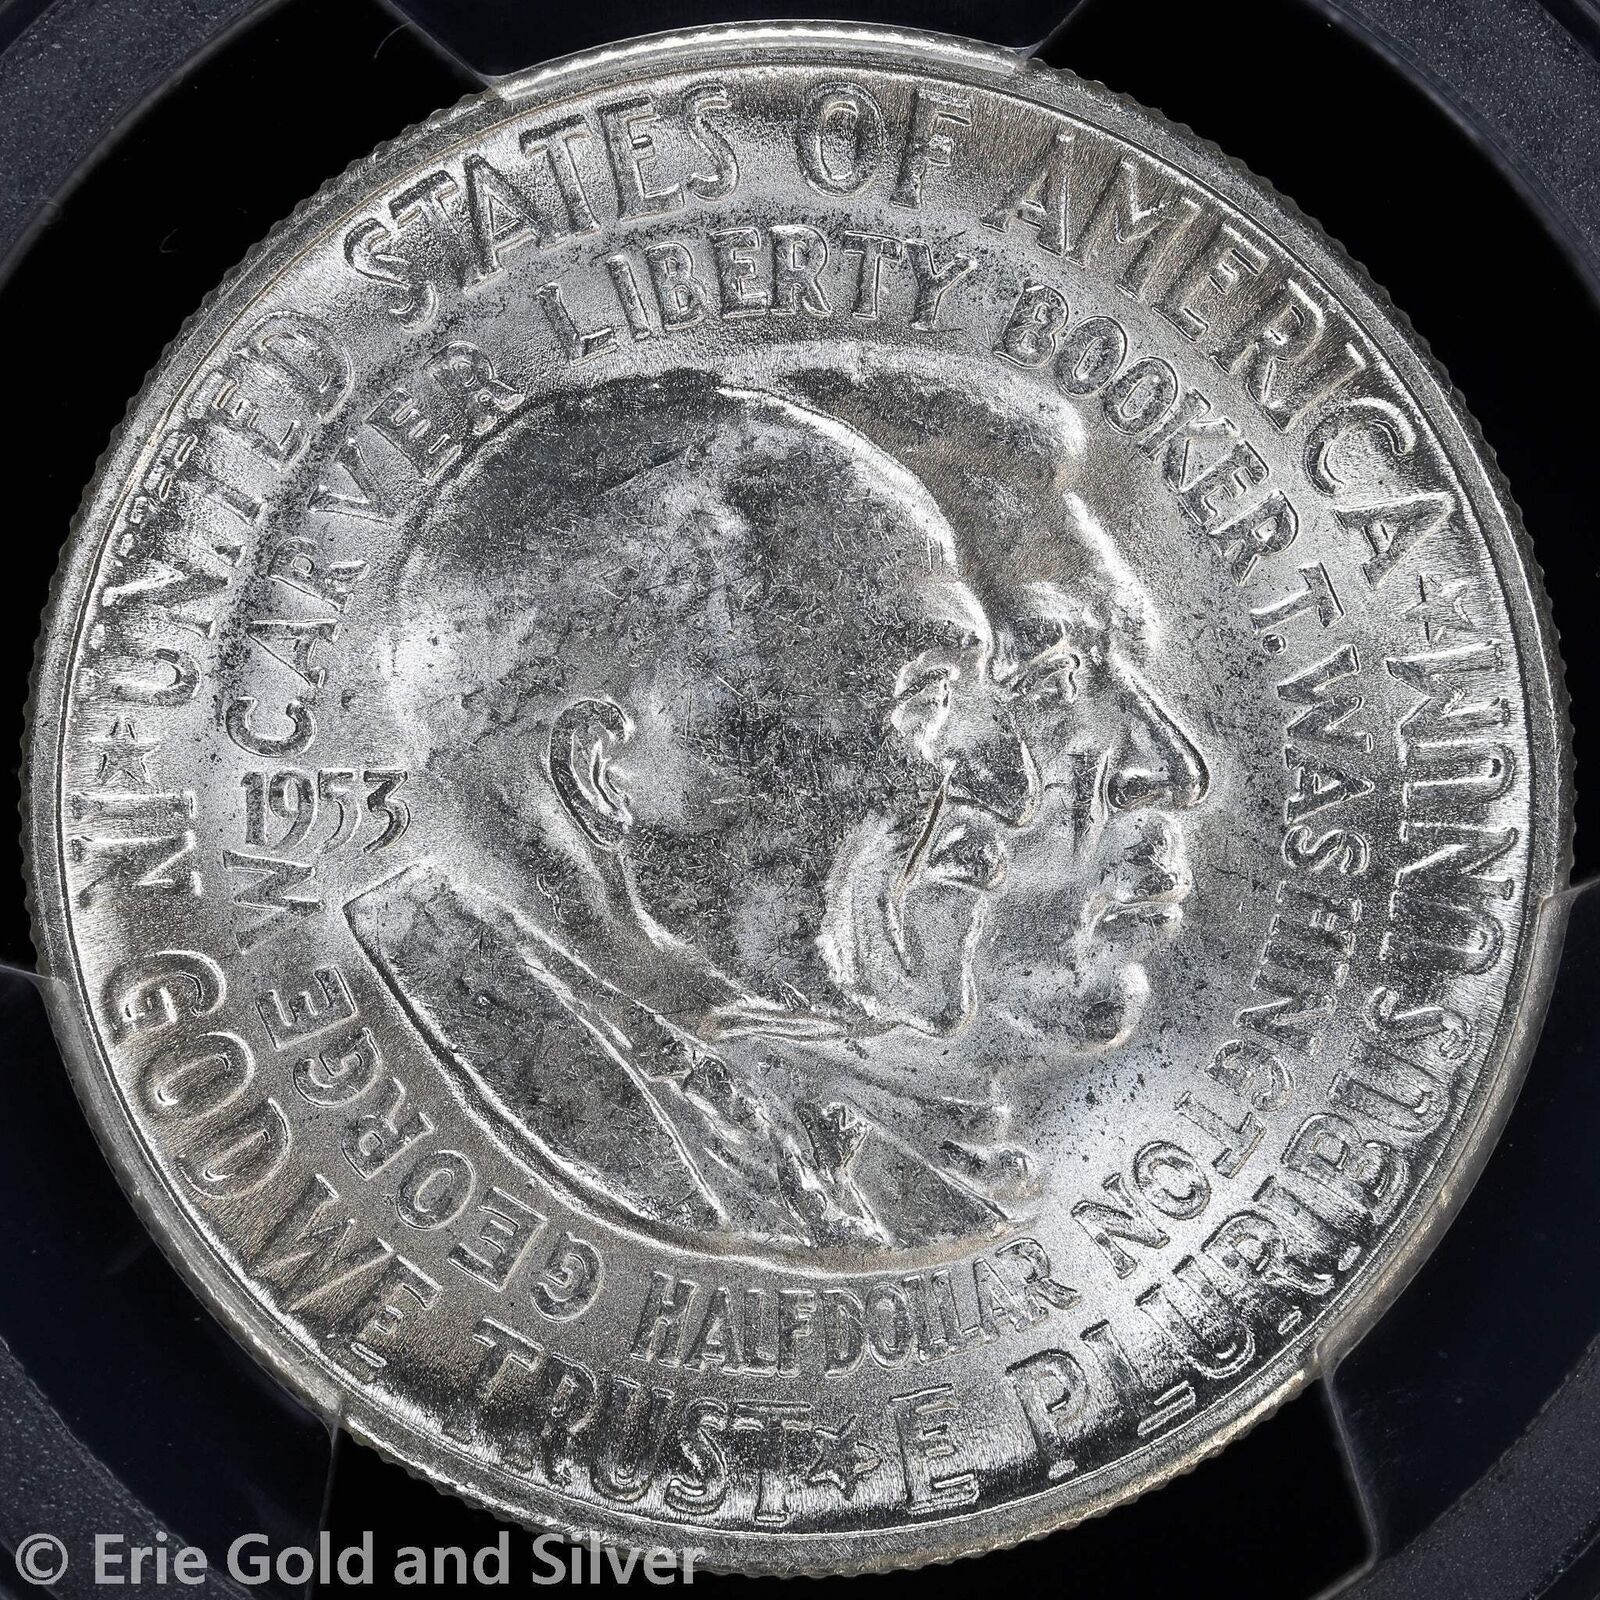 UNITED STATES OF AMERICA
E PLURIBUS UNUM
IN GOD WE TRUST
GEORGE W CARVER LIBERTY BOOKER T. WASHINGTON
1953
HALF DOLLAR
© Erie Gold and Silver